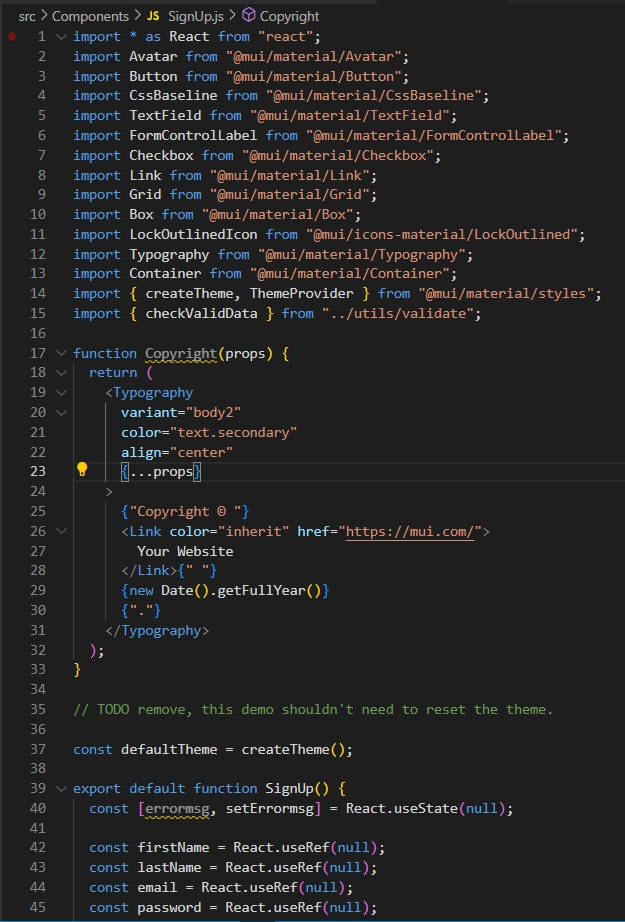 src > Components > JS SignUp.js > Copyright
1 import * as React from "react";
2 import Avatar from "@mui/material/Avatar";
3 import Button from "@mui/material/Button";
4 import CssBaseline from "@mui/material/CssBaseline";
5 import TextField from "@mui/material/TextField";
6 import FormControlLabel from "@mui/material/FormControlLabel";
7 import Checkbox from "@mui/material/Checkbox";
8 import Link from "@mui/material/Link";
9 import Grid from "@mui/material/Grid";
10 import Box from "@mui/material/Box";
11 import LockOutlinedIcon from "@mui/icons-material/LockOutlined";
12 import Typography from "@mui/material/Typography";
13 import Container from "@mui/material/Container";
14 import { createTheme, ThemeProvider } from "@mui/material/styles";
15 import { checkValidData } from "../utils/validate";
16
17 function Copyright(props) {
18   return (
19     <Typography
20       variant="body2"
21       color="text.secondary"
22       align="center"
23       {...props}
24     >
25       {"Copyright © "}
26       <Link color="inherit" href="https://mui.com/">
27         Your Website
28       </Link>{" "}
29       {new Date().getFullYear()}
30       {"."}
31     </Typography>
32   );
33 }
34
35 // TODO remove, this demo shouldn't need to reset the theme.
36
37 const defaultTheme = createTheme();
38
39 export default function SignUp() {
40   const [errormsg, setErrormsg] = React.useState(null);
41
42   const firstName = React.useRef(null);
43   const lastName = React.useRef(null);
44   const email = React.useRef(null);
45   const password = React.useRef(null);